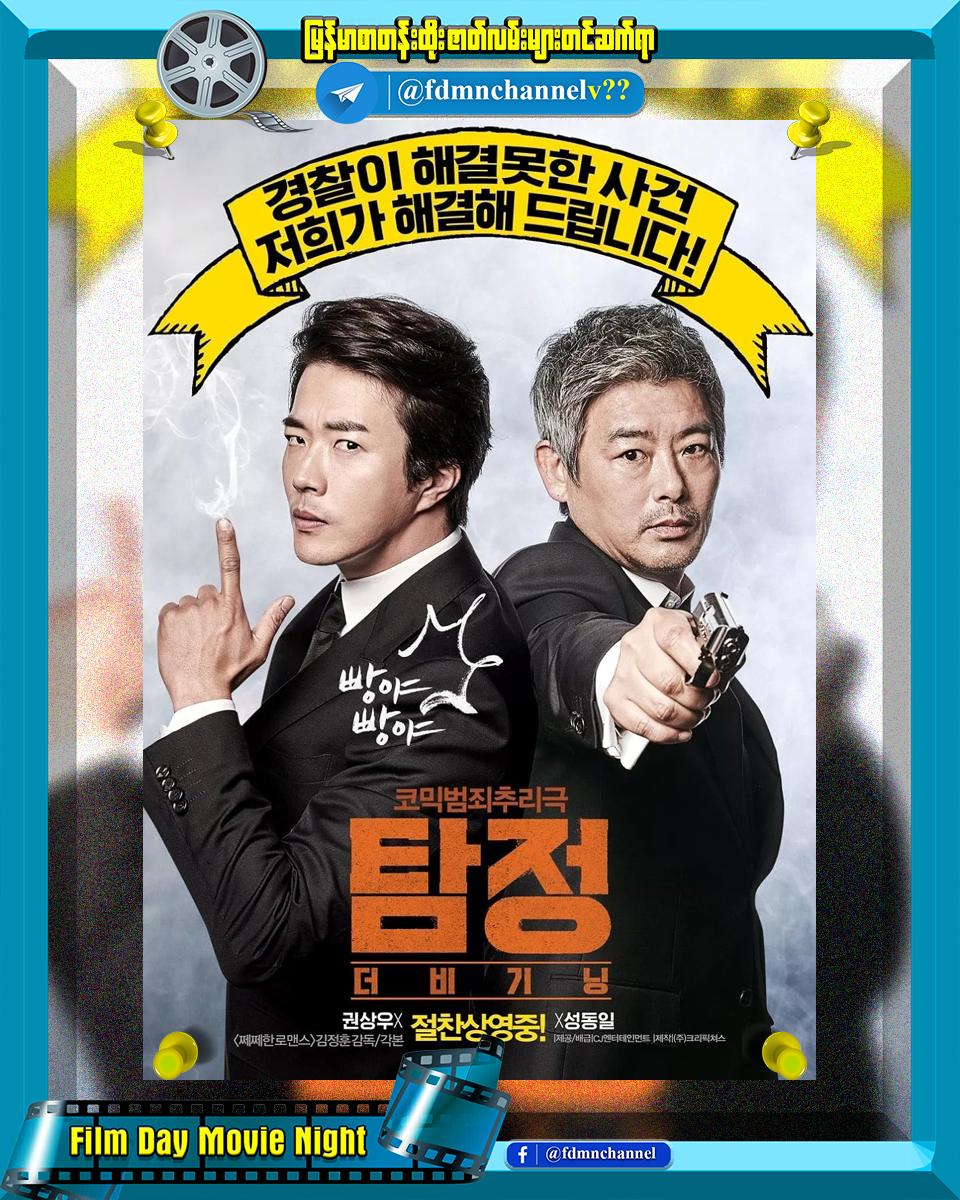 မြန်မာစာတန်းထိုးဇာတ်လမ်းများတင်ဆက်ရာ
@fdmnchannelv??
경찰이 해결못한 사건
저희가 해결해 드립니다!
빵야
빵야
코믹범죄추리극
탐정
더 비 기 닝
권상우X 절찬상영중! X성동일
<쩨쩨한로맨스>김정훈감독/각본 |제공/배급|CJ엔터테인먼트 |제작|(주)크리픽쳐스
Film Day Movie Night
f @fdmnchannel